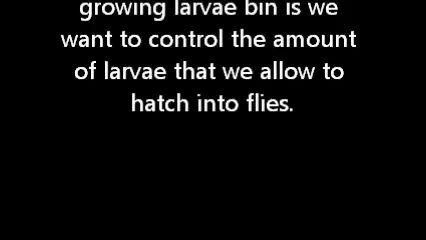 growing larvae bin is we
want to control the amount
of larvae that we allow to
hatch into flies.